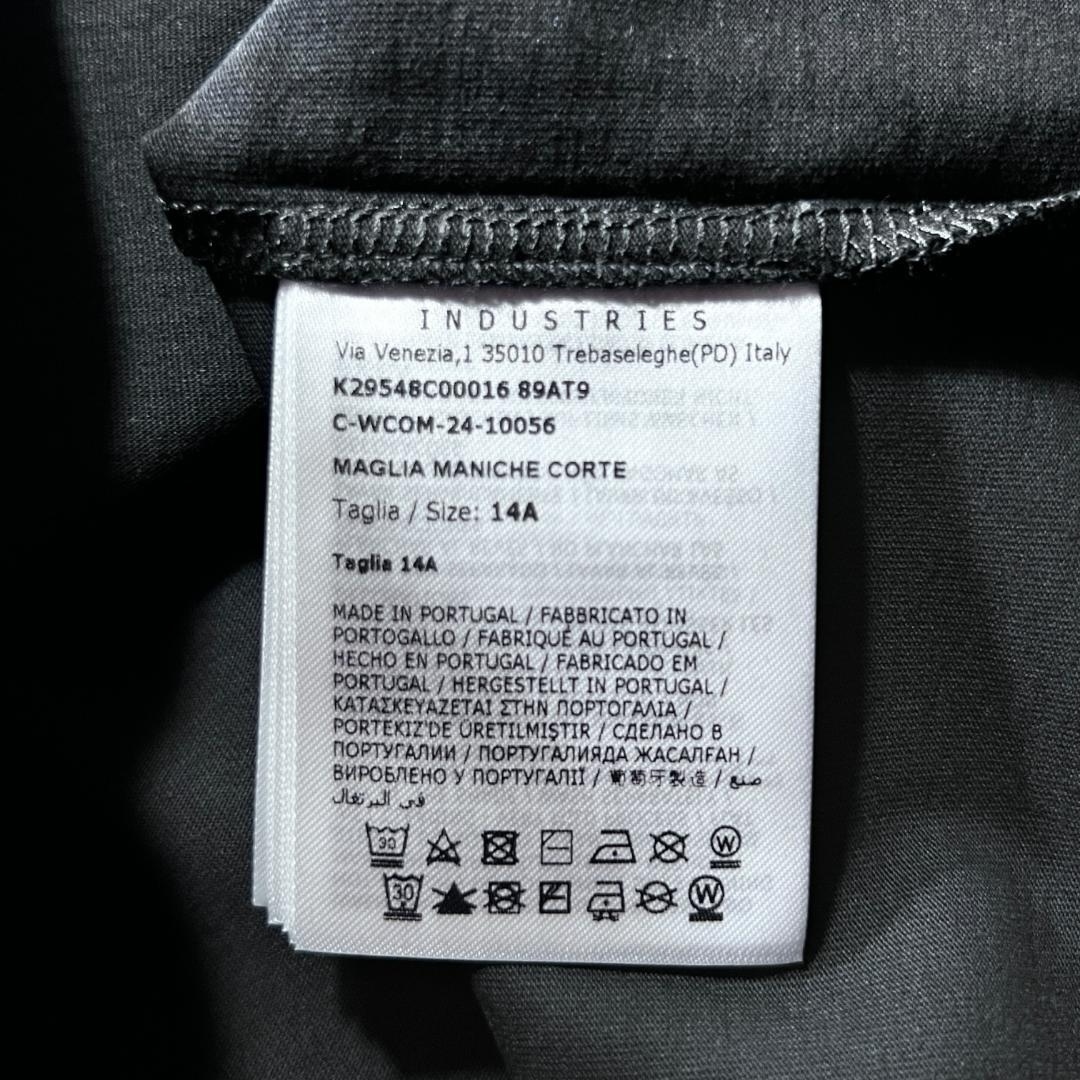 INDUSTRIES
Via Venezia,1 35010 Trebaseleghe(PD) Italy
K29548C00016 89AT9
C-WCOM-24-10056
MAGLIA MANICHE CORTE
Taglia / Size: 14A
Taglia 14A
MADE IN PORTUGAL / FABBRICATO IN
PORTOGALLO / FABRIQUÉ AU PORTUGAL /
HECHO EN PORTUGAL / FABRICADO EM
PORTUGAL / HERGESTELLT IN PORTUGAL /
ΚΑΤΑΣΚΕΥΑΖΕΤΑΙ ΣΤΗΝ ΠΟΡΤΟΓΑΛΙΑ /
PORTEKIZ'DE ÜRETILMIŞTIR / СДЕЛАНО В
ПОРТУГАЛИИ / ПОРТУГАЛИЯДА ЖАСАЛҒАН /
ВИРОБЛЕНО У ПОРТУГАЛІЇ / 葡萄牙製造 / صنع
في البرتغال
30 W
30 W